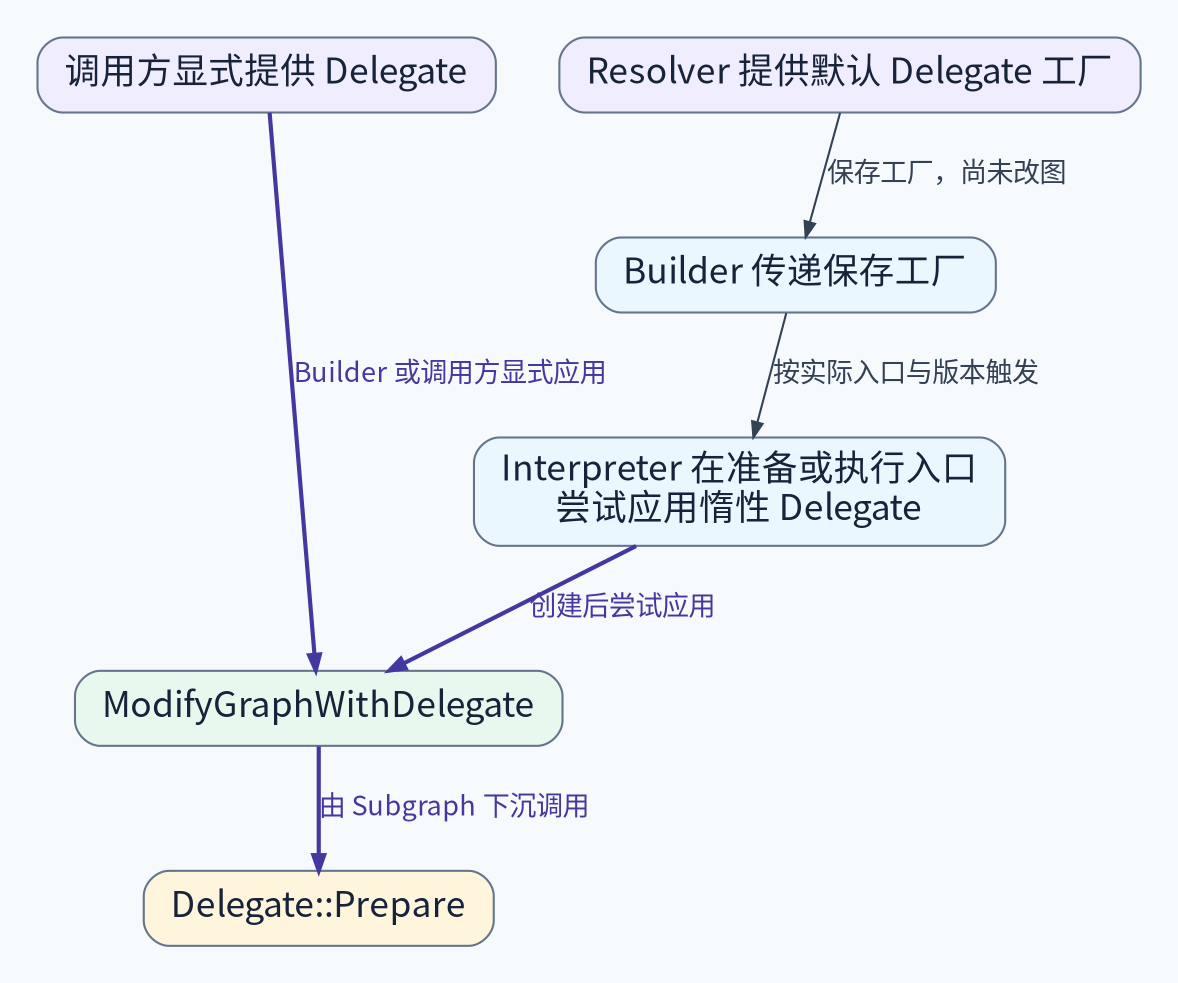 调用方显式提供 Delegate
Resolver 提供默认 Delegate 工厂
保存工厂，尚未改图
Builder 传递保存工厂
Builder 或调用方显式应用
按实际入口与版本触发
Interpreter 在准备或执行入口
尝试应用惰性 Delegate
创建后尝试应用
ModifyGraphWithDelegate
由 Subgraph 下沉调用
Delegate::Prepare